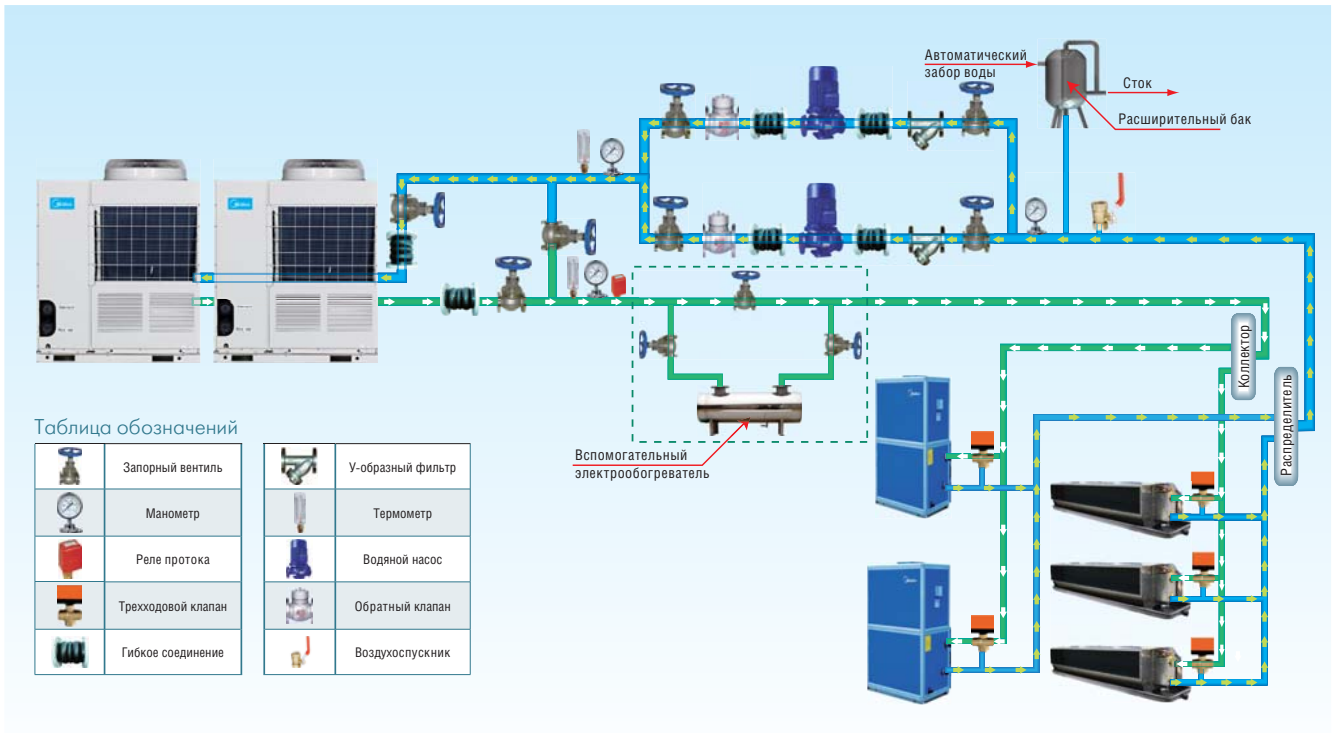 Автоматический
забор воды
Сток
Расширительный бак
Коллектор
Распределитель
Вспомогательный
электрообогреватель
Таблица обозначений
Запорный вентиль
У-образный фильтр
Манометр
Термометр
Реле протока
Водяной насос
Трехходовой клапан
Обратный клапан
Гибкое соединение
Воздухоспускник